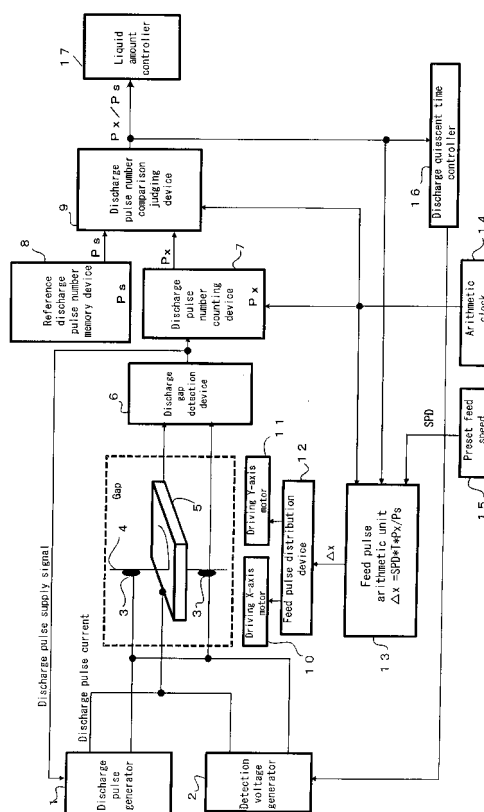 Discharge pulse supply signal
Discharge pulse current
1
Discharge
pulse
generator
2
Detection
voltage
generator
Gap
4
3
3
5
6
Discharge
gap
detection
device
8
Reference
discharge
pulse number
memory device
Ps
Ps
7
Discharge
pulse
number
counting
device
Px
Px
9
Discharge
pulse number
comparison
judging
device
Px/Ps
17
Liquid
amount
controller
10
Driving X-axis
motor
11
Driving Y-axis
motor
12
Feed pulse distribution
device
Δx
13
Feed pulse
arithmetic unit
Δx =SPD*T*Px/Ps
SPD
15
Preset feed
speed
14
Arithmetic
clock
16
Discharge quiescent time
controller